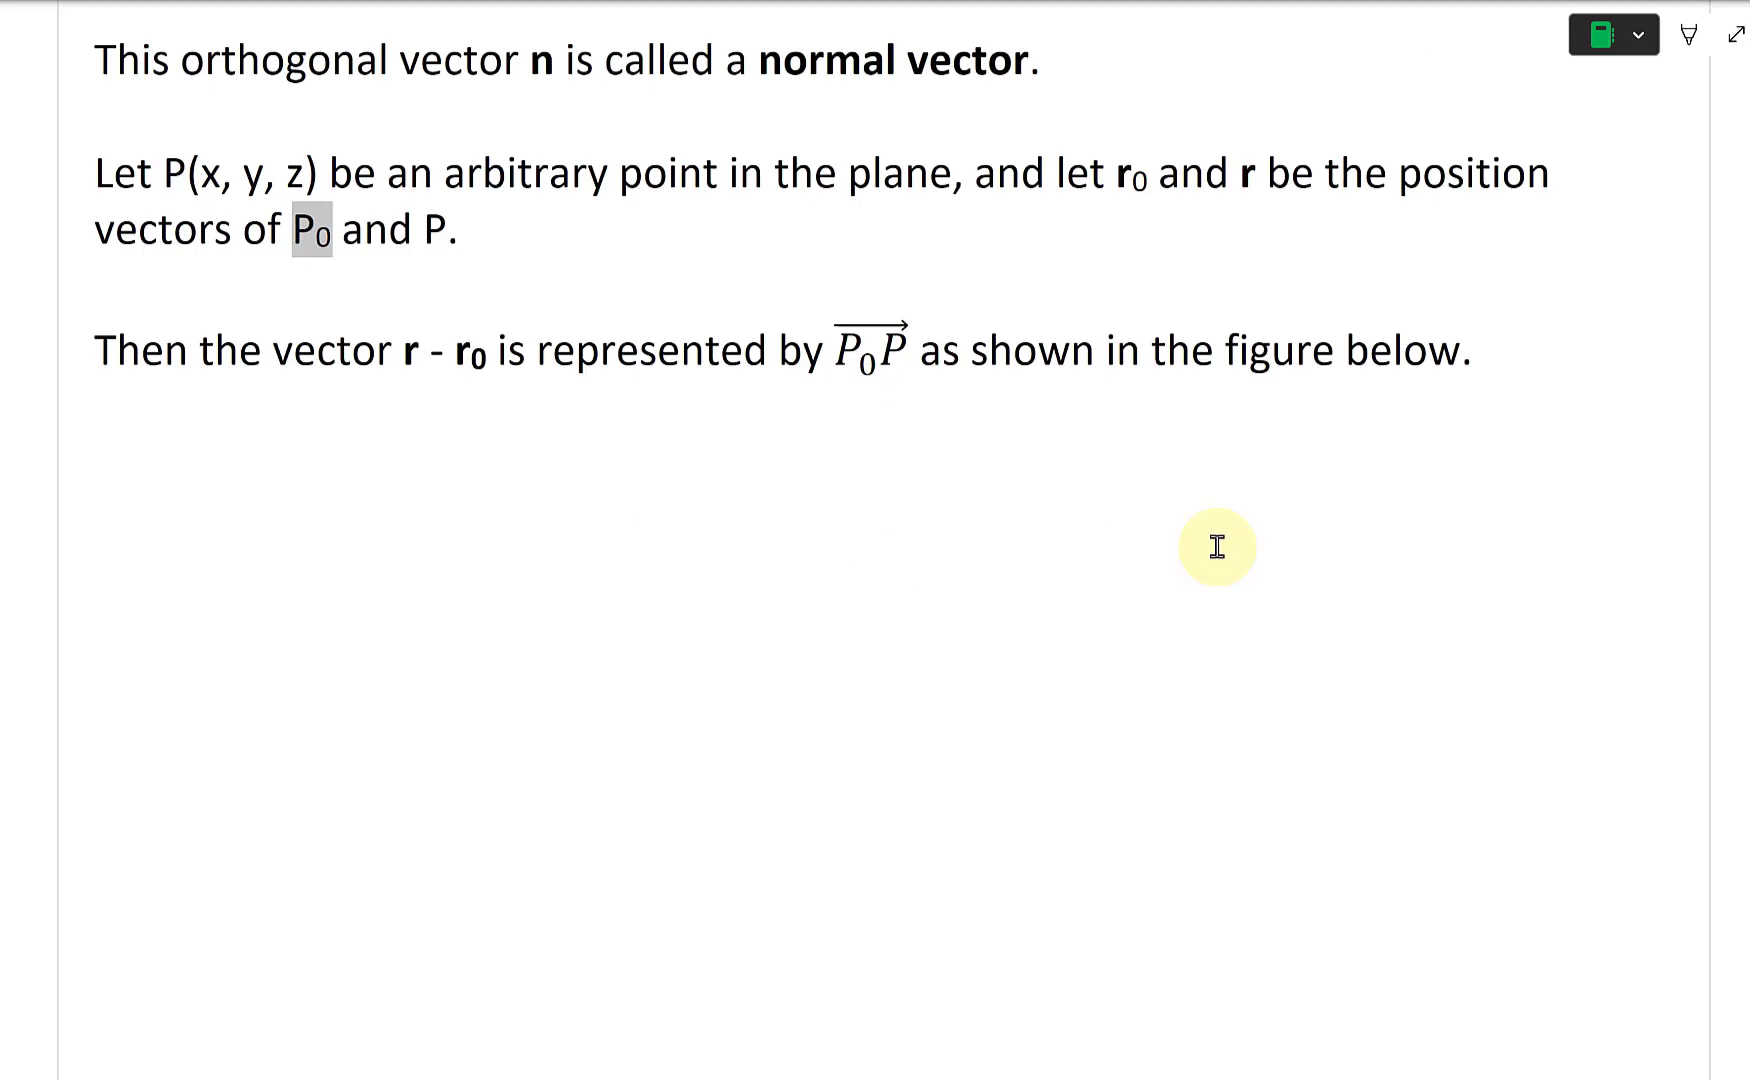 This orthogonal vector n is called a normal vector.
Let P(x, y, z) be an arbitrary point in the plane, and let r₀ and r be the position
vectors of P₀ and P.
Then the vector r - r₀ is represented by $\overrightarrow{P_0P}$ as shown in the figure below.